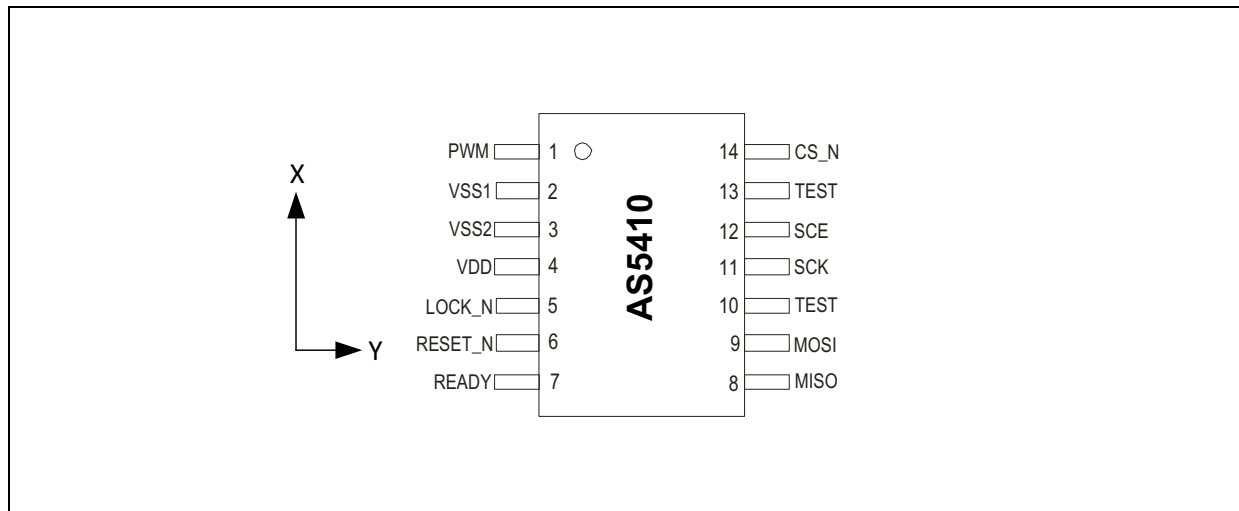 PWM 1 14 CS_N
X
VSS1 2 13 TEST
VSS2 3 12 SCE
AS5410
VDD 4 11 SCK
LOCK_N 5 10 TEST
RESET_N 6 9 MOSI
Y
READY 7 8 MISO